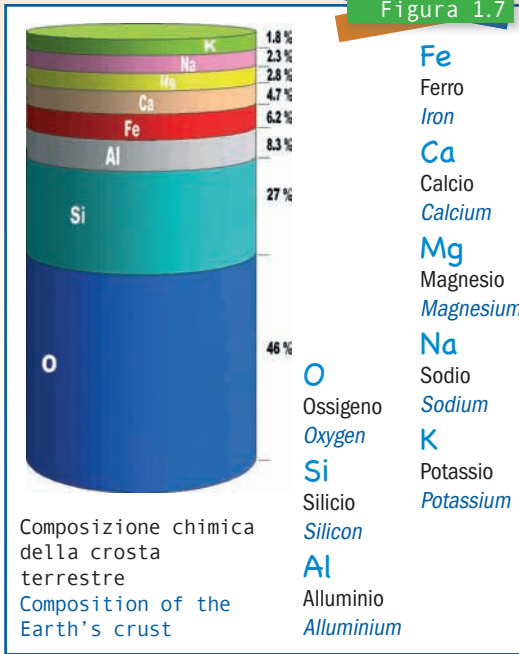 Figura 1.7
K
1.8 %
Na
2.3 %
Mg
2.8 %
Ca
4.7 %
Fe
6.2 %
Al
8.3 %
Si
27 %
O
46 %
Composizione chimica
della crosta
terrestre
Composition of the
Earth's crust
O
Ossigeno
Oxygen
Si
Silicio
Silicon
Al
Alluminio
Alluminium
Fe
Ferro
Iron
Ca
Calcio
Calcium
Mg
Magnesio
Magnesium
Na
Sodio
Sodium
K
Potassio
Potassium